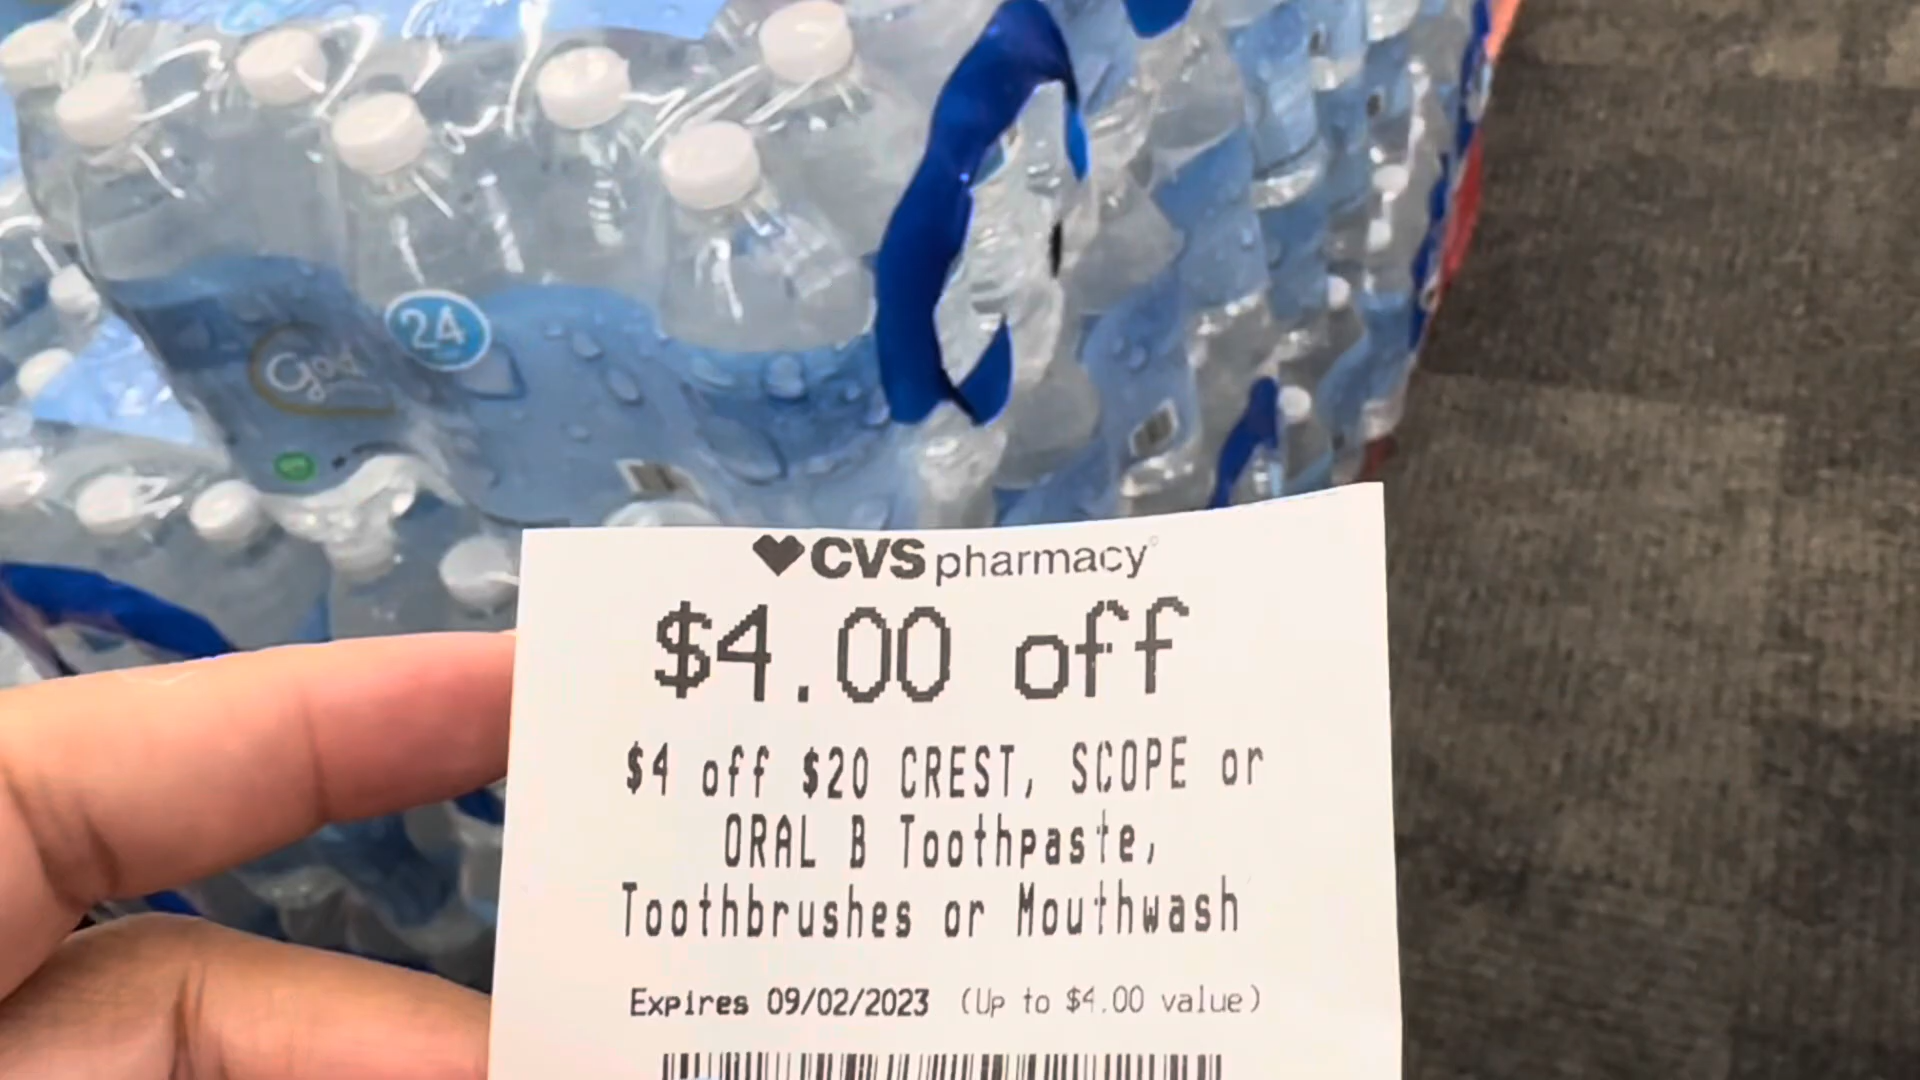 24
CVS pharmacy
$4.00 off
$4 off $20 CREST, SCOPE or
ORAL B Toothpaste,
Toothbrushes or Mouthwash
Expires 09/02/2023 (Up to $4.00 value)